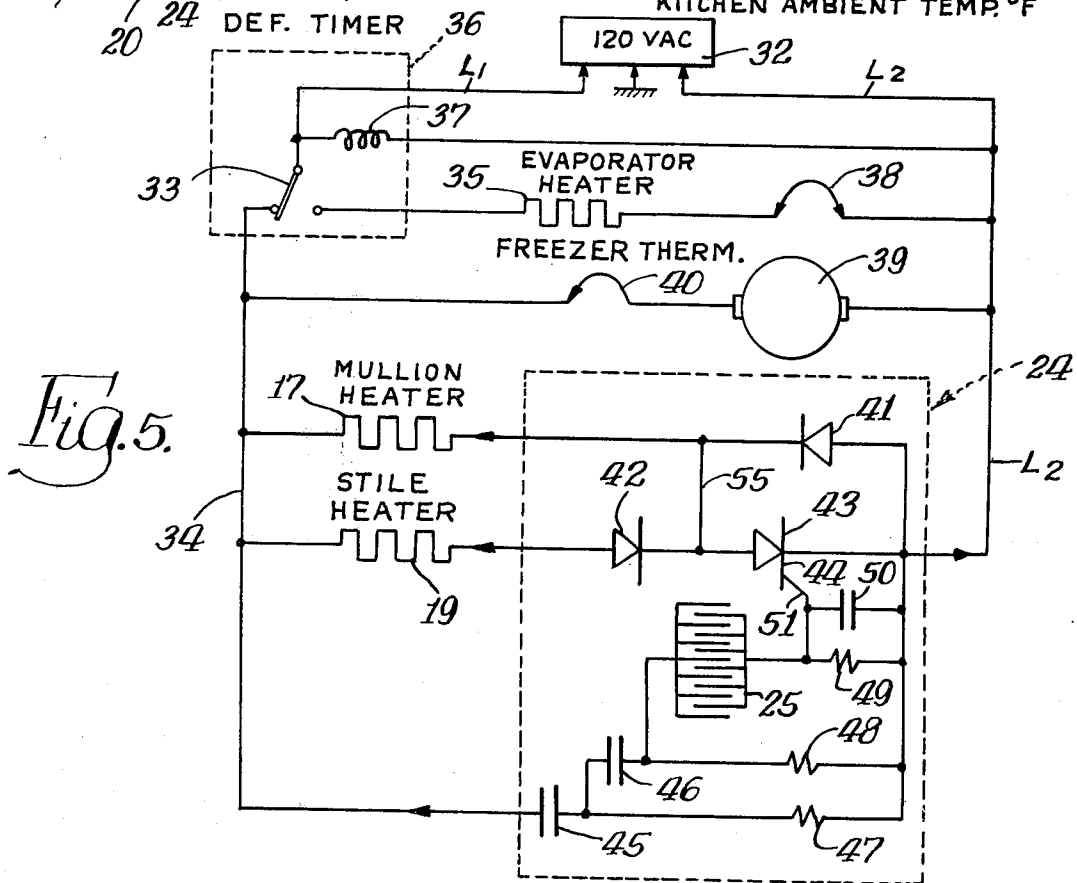 KITCHEN AMBIENT TEMP. °F
20 24
DEF. TIMER 36
120 VAC 32
L1 L2
37
33
35 EVAPORATOR HEATER 38
FREEZER THERM.
40 39
Fig. 5.
MULLION HEATER
17 24
41
55 L2
STILE HEATER
42 43
34
19
44 50
51
25 49
48
46
45 47